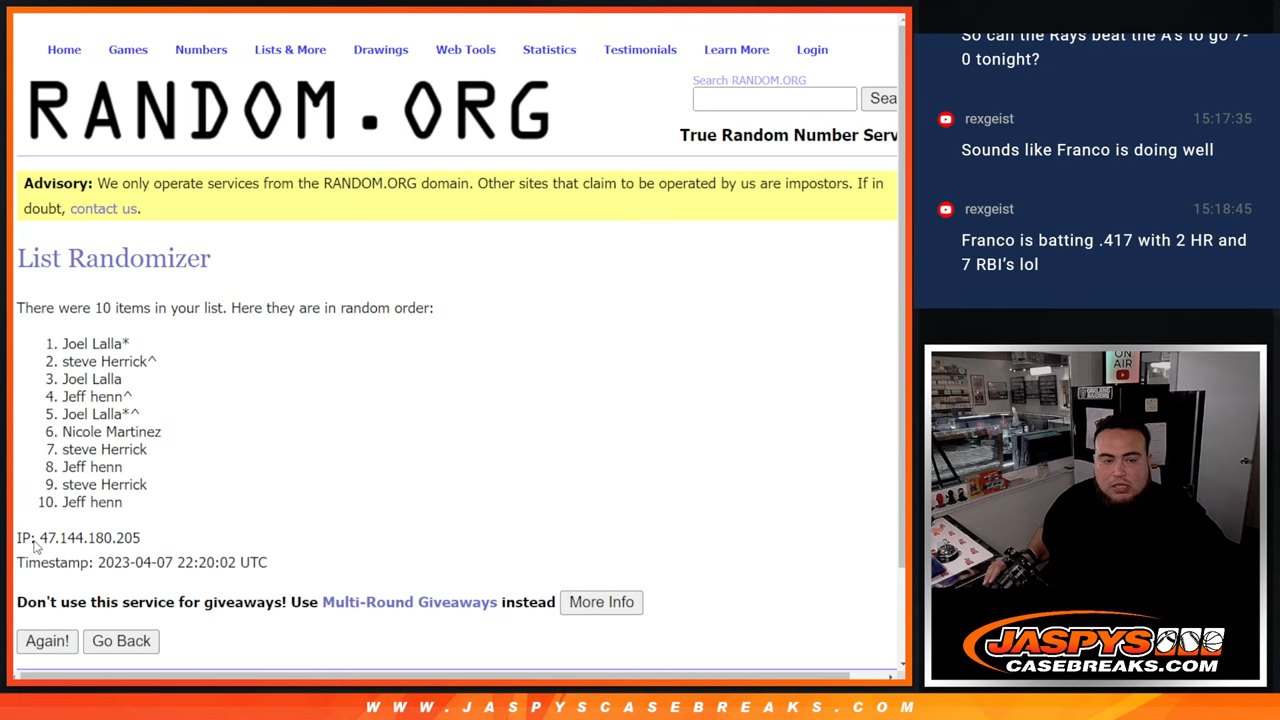 Home Games Numbers Lists & More Drawings Web Tools Statistics Testimonials Learn More Login
RANDOM.ORG
Search RANDOM.ORG
Sea
True Random Number Serv
Advisory: We only operate services from the RANDOM.ORG domain. Other sites that claim to be operated by us are impostors. If in
doubt, contact us.
List Randomizer
There were 10 items in your list. Here they are in random order:
1. Joel Lalla*
2. steve Herrick^
3. Joel Lalla
4. Jeff henn^
5. Joel Lalla*^
6. Nicole Martinez
7. steve Herrick
8. Jeff henn
9. steve Herrick
10. Jeff henn
IP: 47.144.180.205
Timestamp: 2023-04-07 22:20:02 UTC
Don't use this service for giveaways! Use Multi-Round Giveaways instead More Info
Again! Go Back
So can the Rays beat the A's to go 7-
0 tonight?
rexgeist 15:17:35
Sounds like Franco is doing well
rexgeist 15:18:45
Franco is batting .417 with 2 HR and
7 RBI's lol
ON
AIR
JASPYS
CASEBREAKS.COM
WWW.JASPYSCASEBREAKS.COM